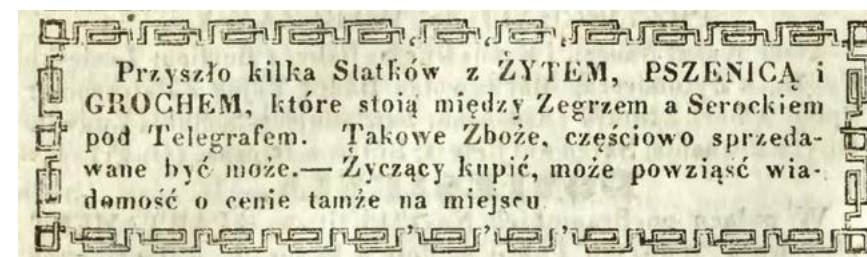 Przyszło kilka Statków z ŻYTEM, PSZENICĄ i
GROCHEM, które stoią między Zegrzem a Serockiem
pod Telegrafem. Takowe Zboże, częściowo sprzeda-
wane być może.— Życzący kupić, może powziąsć wia-
domość o cenie tamże na miejscu